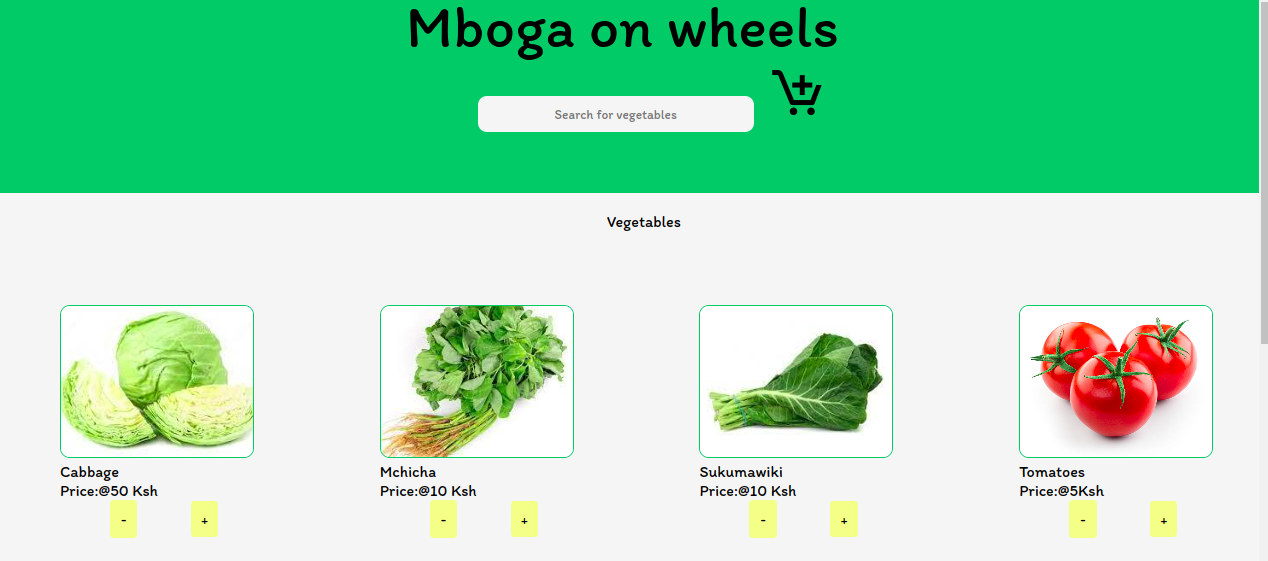 Mboga on wheels
Search for vegetables
Vegetables
Cabbage
Price:@50 Ksh
- +
Mchicha
Price:@10 Ksh
- +
Sukumawiki
Price:@10 Ksh
- +
Tomatoes
Price:@5Ksh
- +